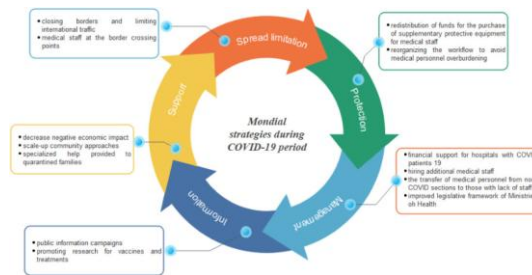 • closing borders and limiting
international traffic
• medical staff at the border crossing
points
Spread limitation
• redistribution of funds for the purchase
of supplementary protective equipment
for medical staff
• reorganizing the workflow to avoid
medical personnel overburdening
Protection
Support
Mondial
strategies during
COVID-19 period
• decrease negative economic impact
• scale-up community approaches
• specialized help provided to
quarantined families
• financial support for hospitals with COV
patients 19
• hiring additional medical staff
• the transfer of medical personnel from no
COVID sections to those with lack of staff
• improved legislative framework of Ministrie
oh Health
Management
Information
• public information campaigns
• promoting research for vaccines and
treatments